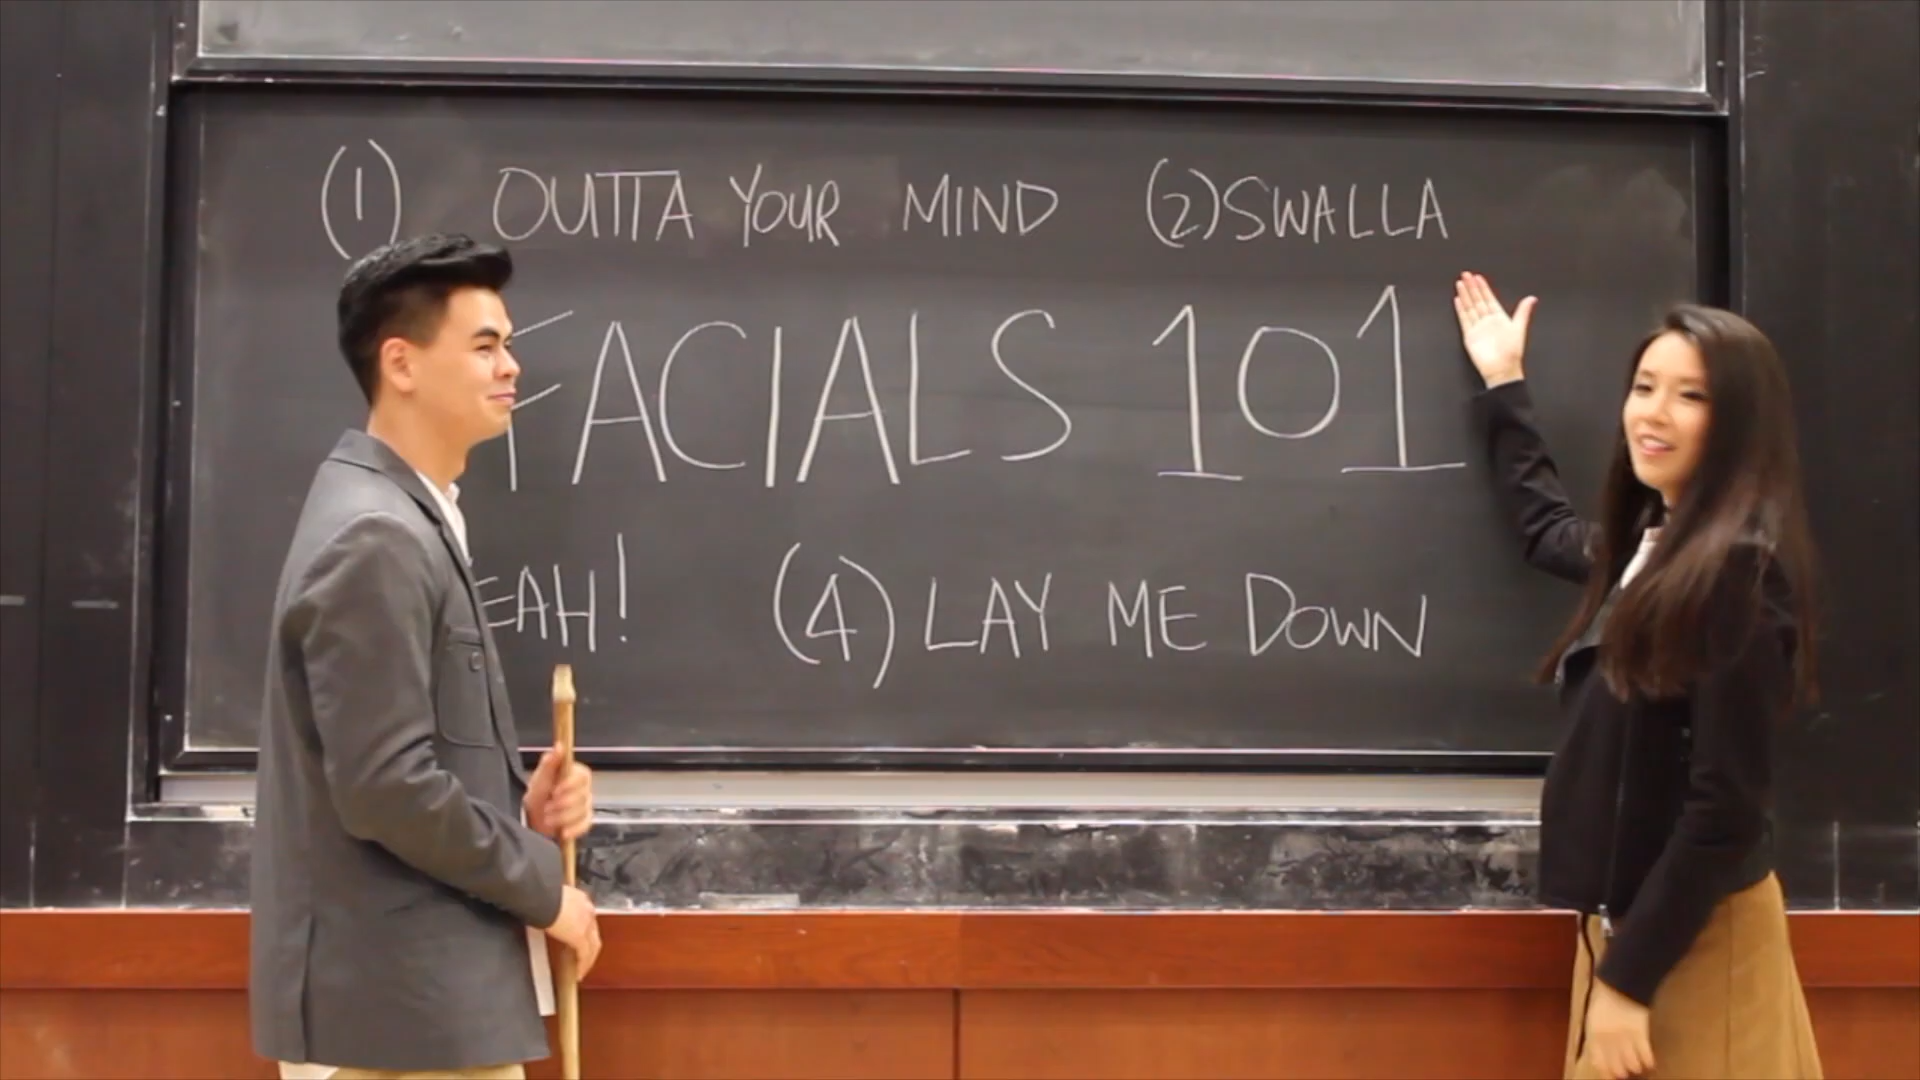 (1) OUTTA YOUR MIND (2) SWALLA
FACIALS 101
EAH! (4) LAY ME DOWN